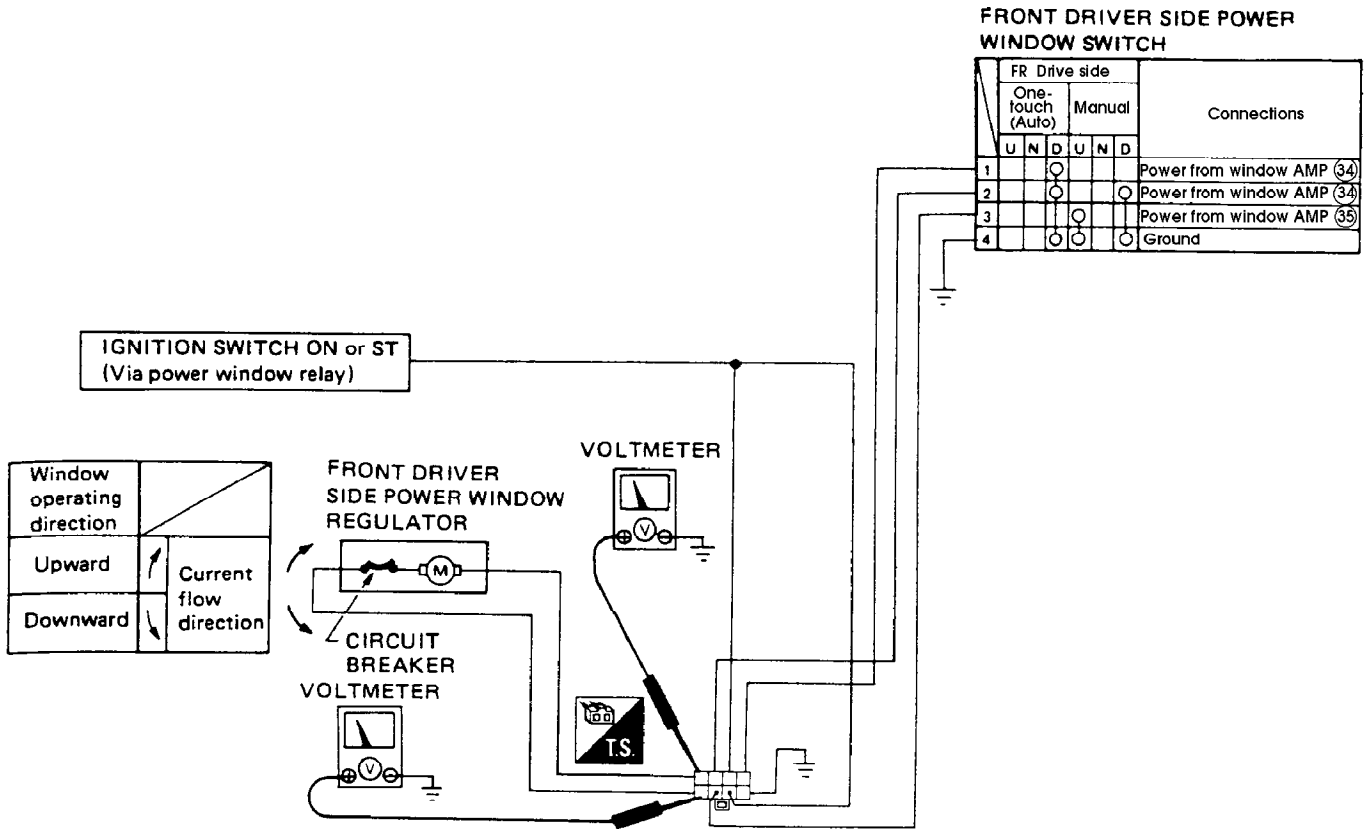 FRONT DRIVER SIDE POWER
WINDOW SWITCH
FR Drive side
One-
touch
(Auto)
Manual
Connections
U N D U N D
1 Power from window AMP 34
2 Power from window AMP 34
3 Power from window AMP 35
4 Ground
IGNITION SWITCH ON or ST
(Via power window relay)
Window
operating
direction
Upward
Downward
Current
flow
direction
FRONT DRIVER
SIDE POWER WINDOW
REGULATOR
M
CIRCUIT
BREAKER
VOLTMETER
V
VOLTMETER
V
T.S.